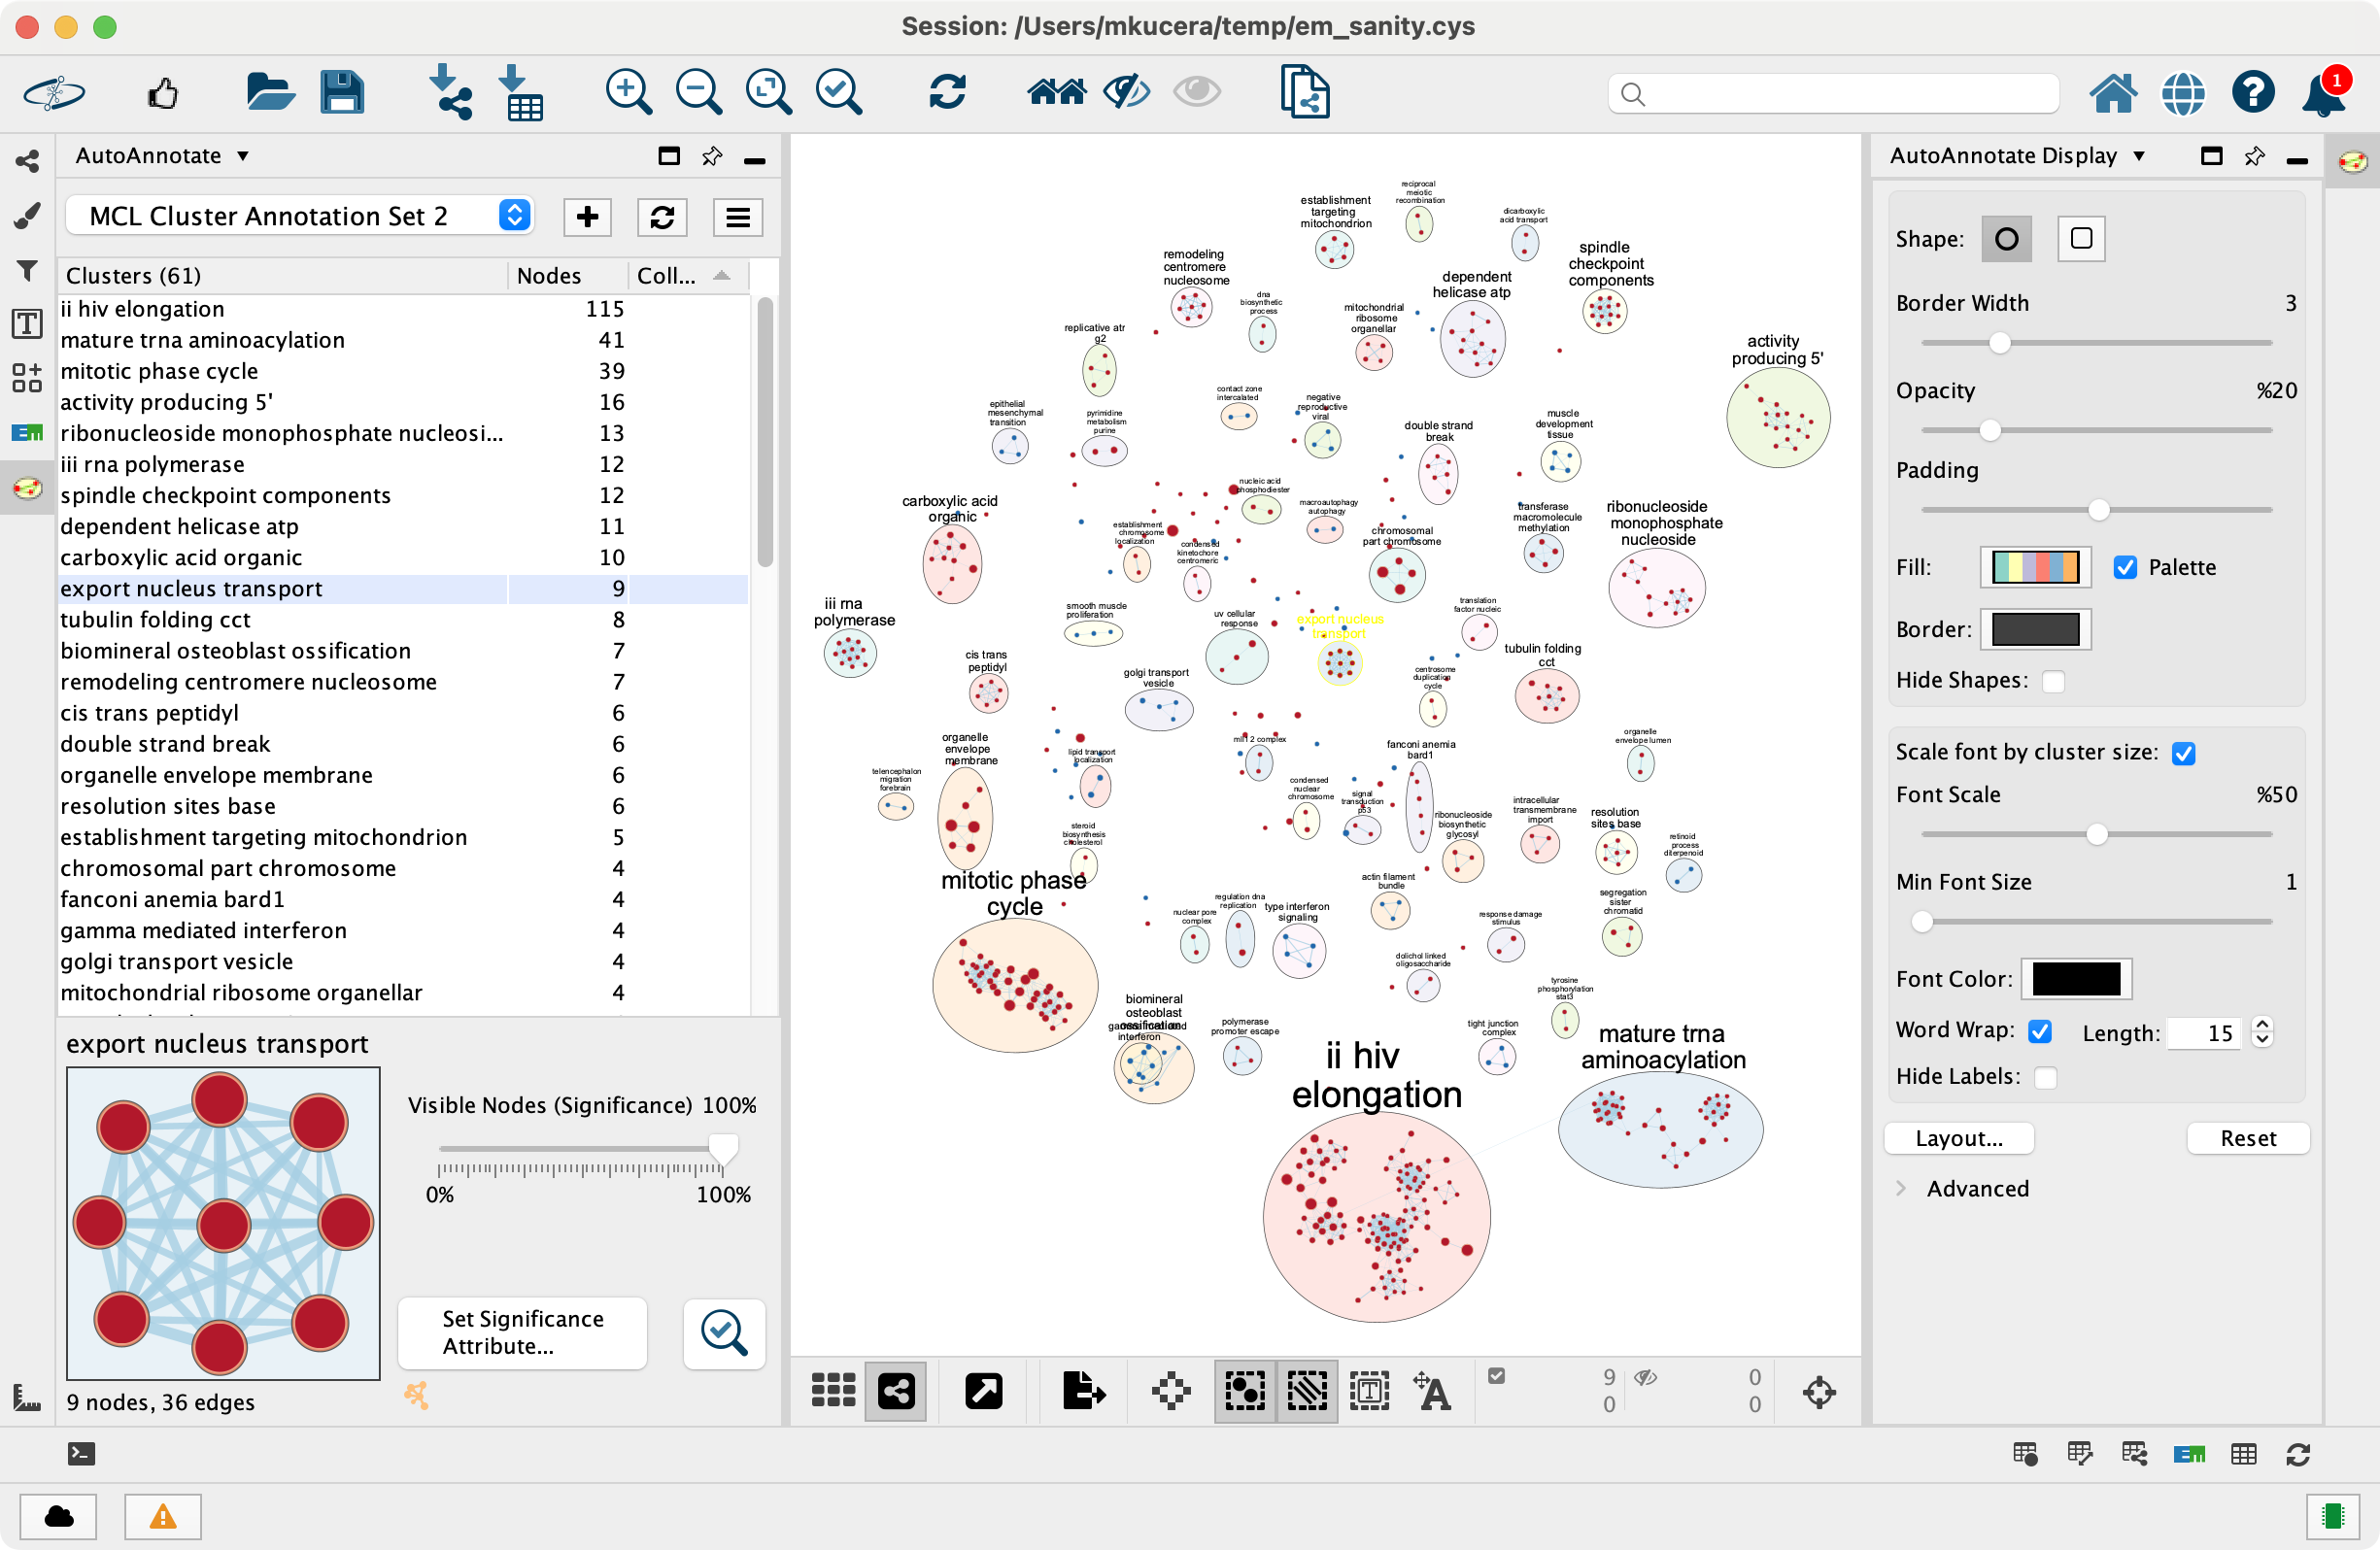 Session: /Users/mkucera/temp/em_sanity.cys
1
AutoAnnotate
MCL Cluster Annotation Set 2
Clusters (61) Nodes Coll...
ii hiv elongation 115
mature trna aminoacylation 41
mitotic phase cycle 39
activity producing 5' 16
ribonucleoside monophosphate nucleosi... 13
iii rna polymerase 12
spindle checkpoint components 12
dependent helicase atp 11
carboxylic acid organic 10
export nucleus transport 9
tubulin folding cct 8
biomineral osteoblast ossification 7
remodeling centromere nucleosome 7
cis trans peptidyl 6
double strand break 6
organelle envelope membrane 6
resolution sites base 6
establishment targeting mitochondrion 5
chromosomal part chromosome 4
fanconi anemia bard1 4
gamma mediated interferon 4
golgi transport vesicle 4
mitochondrial ribosome organellar 4
export nucleus transport
Visible Nodes (Significance) 100%
0% 100%
Set Significance
Attribute...
9 nodes, 36 edges
reciprocal
meiotic
recombination
establishment
targeting
mitochondrion
dicarboxylic
acid transport
spindle
checkpoint
components
remodeling
centromere
nucleosome
dependent
helicase atp
dna
biosynthetic
process
mitochondrial
ribosome
organellar
replicative atr
g2
activity
producing 5'
contact zone
intercalated
negative
reproductive
viral
epithelial
mesenchymal
transition
pyrimidine
metabolism
purine
muscle
development
tissue
double strand
break
nucleic acid
phosphodiester
carboxylic acid
organic
macroautophagy
autophagy
transferase
macromolecule
methylation
ribonucleoside
monophosphate
nucleoside
establishment
chromosome
localization
condensed
kinetochore
centromeric
chromosomal
part chromosome
iii rna
polymerase
smooth muscle
proliferation
uv cellular
response
export nucleus
transport
translation
factor nucleic
cis trans
peptidyl
golgi transport
vesicle
centrosome
duplication
cycle
tubulin folding
cct
organelle
envelope
membrane
lipid transport
localization
mll1 2 complex
fanconi anemia
bard1
organelle
envelope lumen
telencephalon
migration
forebrain
condensed
nuclear
chromosome
signal
transduction
p53
ribonucleoside
biosynthetic
glycosyl
intracellular
transmembrane
import
resolution
sites base
retinoid
process
diterpenoid
steroid
biosynthesis
cholesterol
mitotic phase
cycle
actin filament
bundle
segregation
sister
chromatid
nuclear pore
complex
regulation dna
replication
type interferon
signaling
response damage
stimulus
dolichol linked
oligosaccharide
tyrosine
phosphorylation
stat3
biomineral
osteoblast
ossification
interferon
polymerase
promoter escape
tight junction
complex
ii hiv
elongation
mature trna
aminoacylation
9 0
0 0
AutoAnnotate Display
Shape:
Border Width 3
Opacity %20
Padding
Fill: Palette
Border:
Hide Shapes:
Scale font by cluster size:
Font Scale %50
Min Font Size 1
Font Color:
Word Wrap: Length: 15
Hide Labels:
Layout... Reset
Advanced